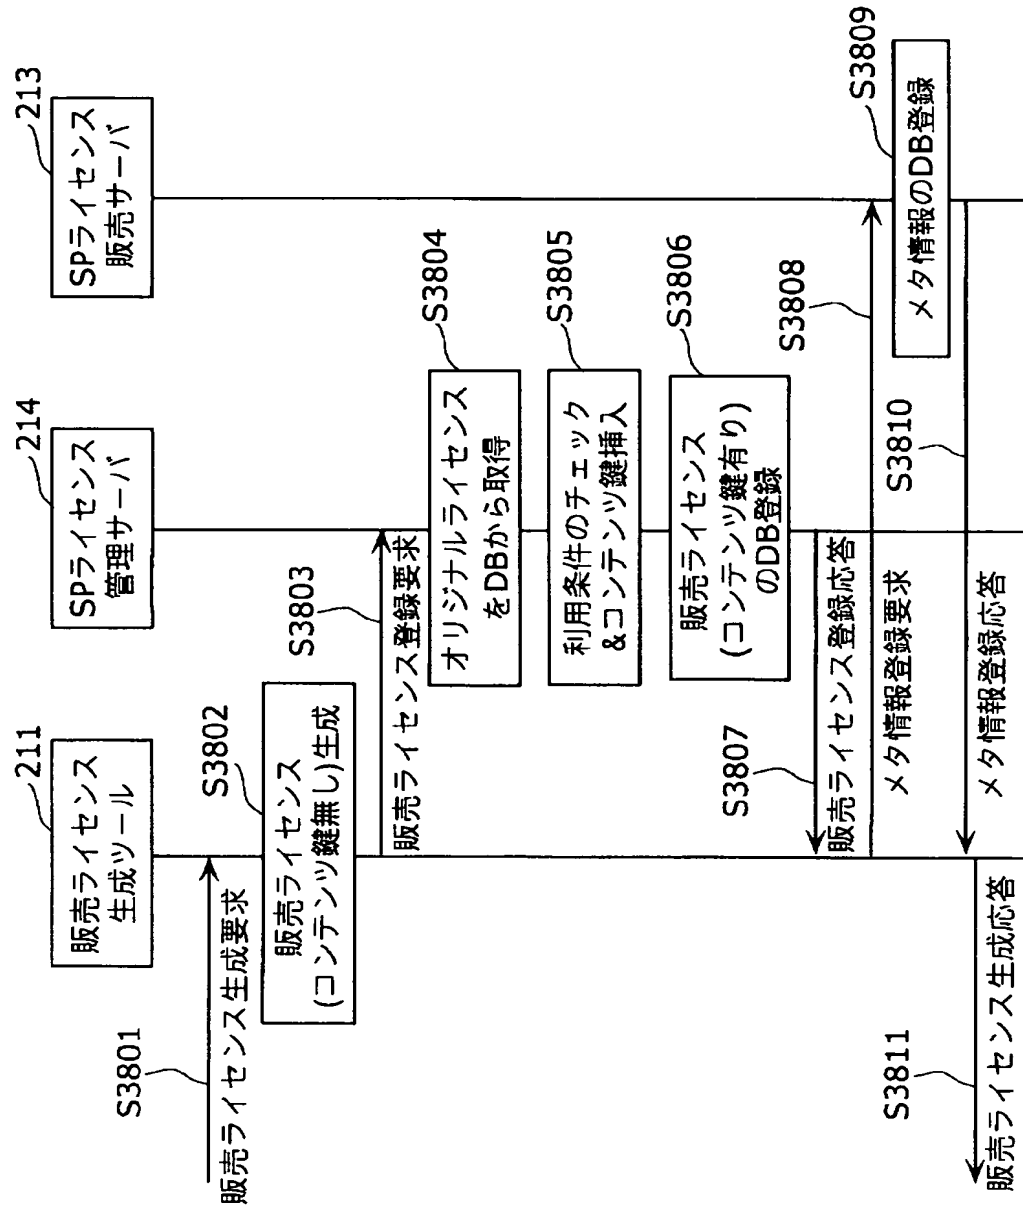 211
販売ライセンス
生成ツール
214
SPライセンス
管理サーバ
213
SPライセンス
販売サーバ
S3801
販売ライセンス生成要求
S3802
販売ライセンス
(コンテンツ鍵無し)生成
S3803
販売ライセンス登録要求
S3804
オリジナルライセンス
をDBから取得
S3805
利用条件のチェック
&コンテンツ鍵挿入
S3806
販売ライセンス
(コンテンツ鍵有り)
のDB登録
S3807
販売ライセンス登録応答
S3808
メタ情報登録要求
S3809
メタ情報のDB登録
S3810
メタ情報登録応答
S3811
販売ライセンス生成応答